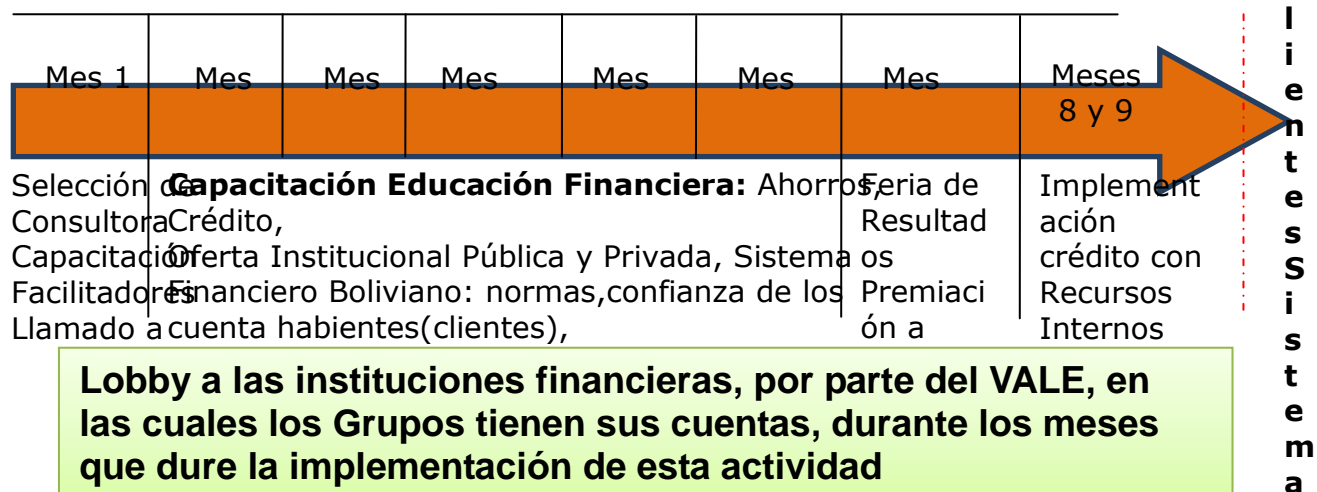 Mes 1
Mes
Mes
Mes
Mes
Mes
Mes
Meses
8 y 9
Selección de
Consultora
Capacitación
Facilitadores
Llamado a
Capacitación Educación Financiera: Ahorros,
Crédito,
Oferta Institucional Pública y Privada, Sistema
Financiero Boliviano: normas,confianza de los
cuenta habientes(clientes),
Feria de
Resultad
os
Premiaci
ón a
Implement
ación
crédito con
Recursos
Internos
Lobby a las instituciones financieras, por parte del VALE, en
las cuales los Grupos tienen sus cuentas, durante los meses
que dure la implementación de esta actividad
l
i
e
n
t
e
s
S
i
s
t
e
m
a